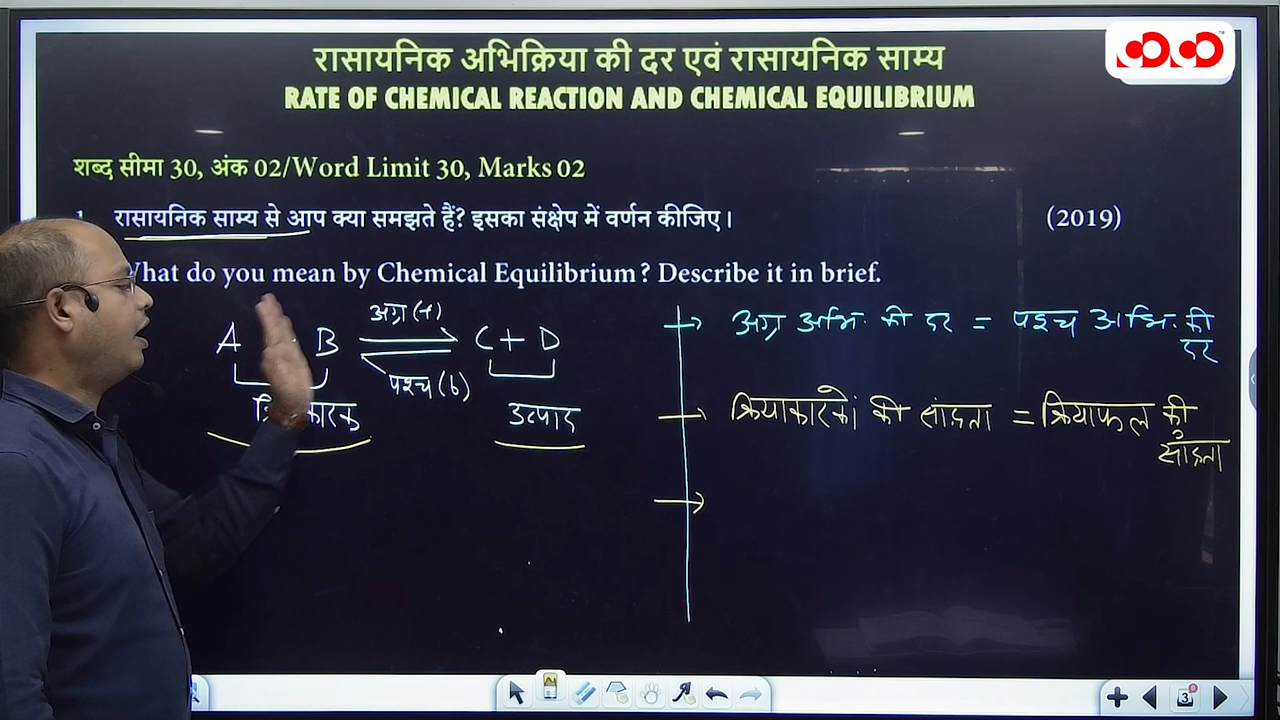 रासायनिक अभिक्रिया की दर एवं रासायनिक साम्य
RATE OF CHEMICAL REACTION AND CHEMICAL EQUILIBRIUM
शब्द सीमा 30, अंक 02/Word Limit 30, Marks 02
रासायनिक साम्य से आप क्या समझते हैं? इसका संक्षेप में वर्णन कीजिए। (2019)
What do you mean by Chemical Equilibrium? Describe it in brief.
अग्र (f)
A B ⇌ C + D
पश्च (b)
उत्पाद
→ अग्र अभि. की दर = पश्च अभि. की
दर
→ क्रियाकारकों की सांद्रता = क्रियाफल की
सांद्रता
→
3